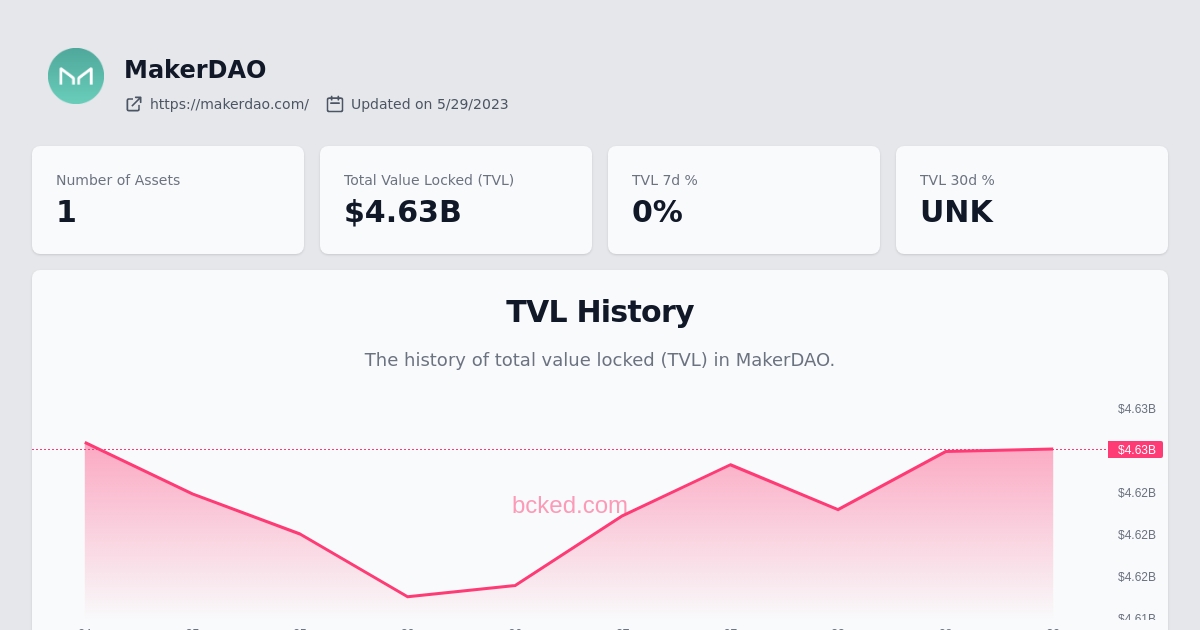 MakerDAO
https://makerdao.com/ Updated on 5/29/2023
Number of Assets
1
Total Value Locked (TVL)
$4.63B
TVL 7d %
0%
TVL 30d %
UNK
TVL History
The history of total value locked (TVL) in MakerDAO.
$4.63B
$4.63B
$4.62B
bcked.com
$4.62B
$4.62B
$4.61B